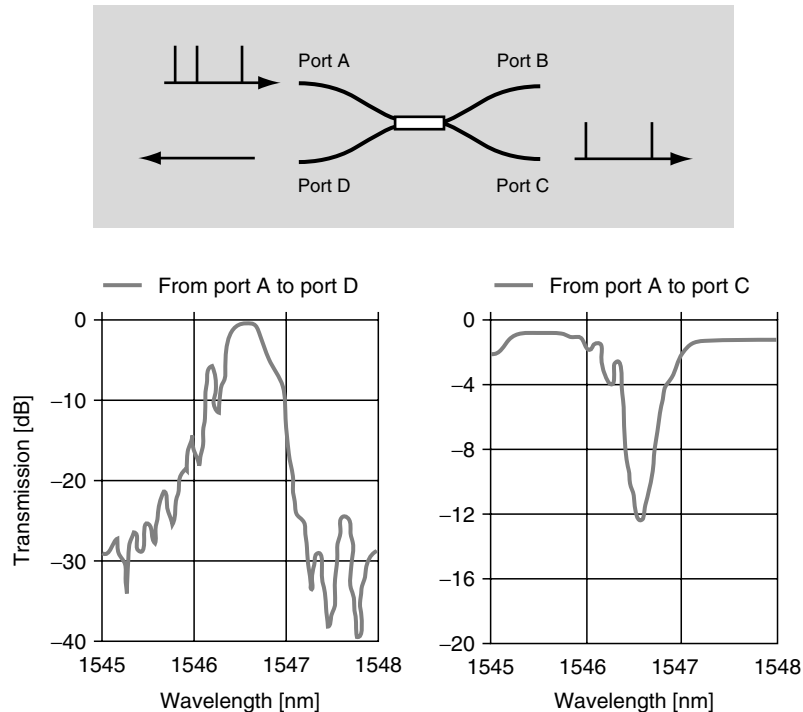 Port A
Port B
Port D
Port C
From port A to port D
From port A to port C
Transmission [dB]
0
−10
−20
−30
−40
1545
1546
1547
1548
Wavelength [nm]
0
−4
−8
−12
−16
−20
1545
1546
1547
1548
Wavelength [nm]